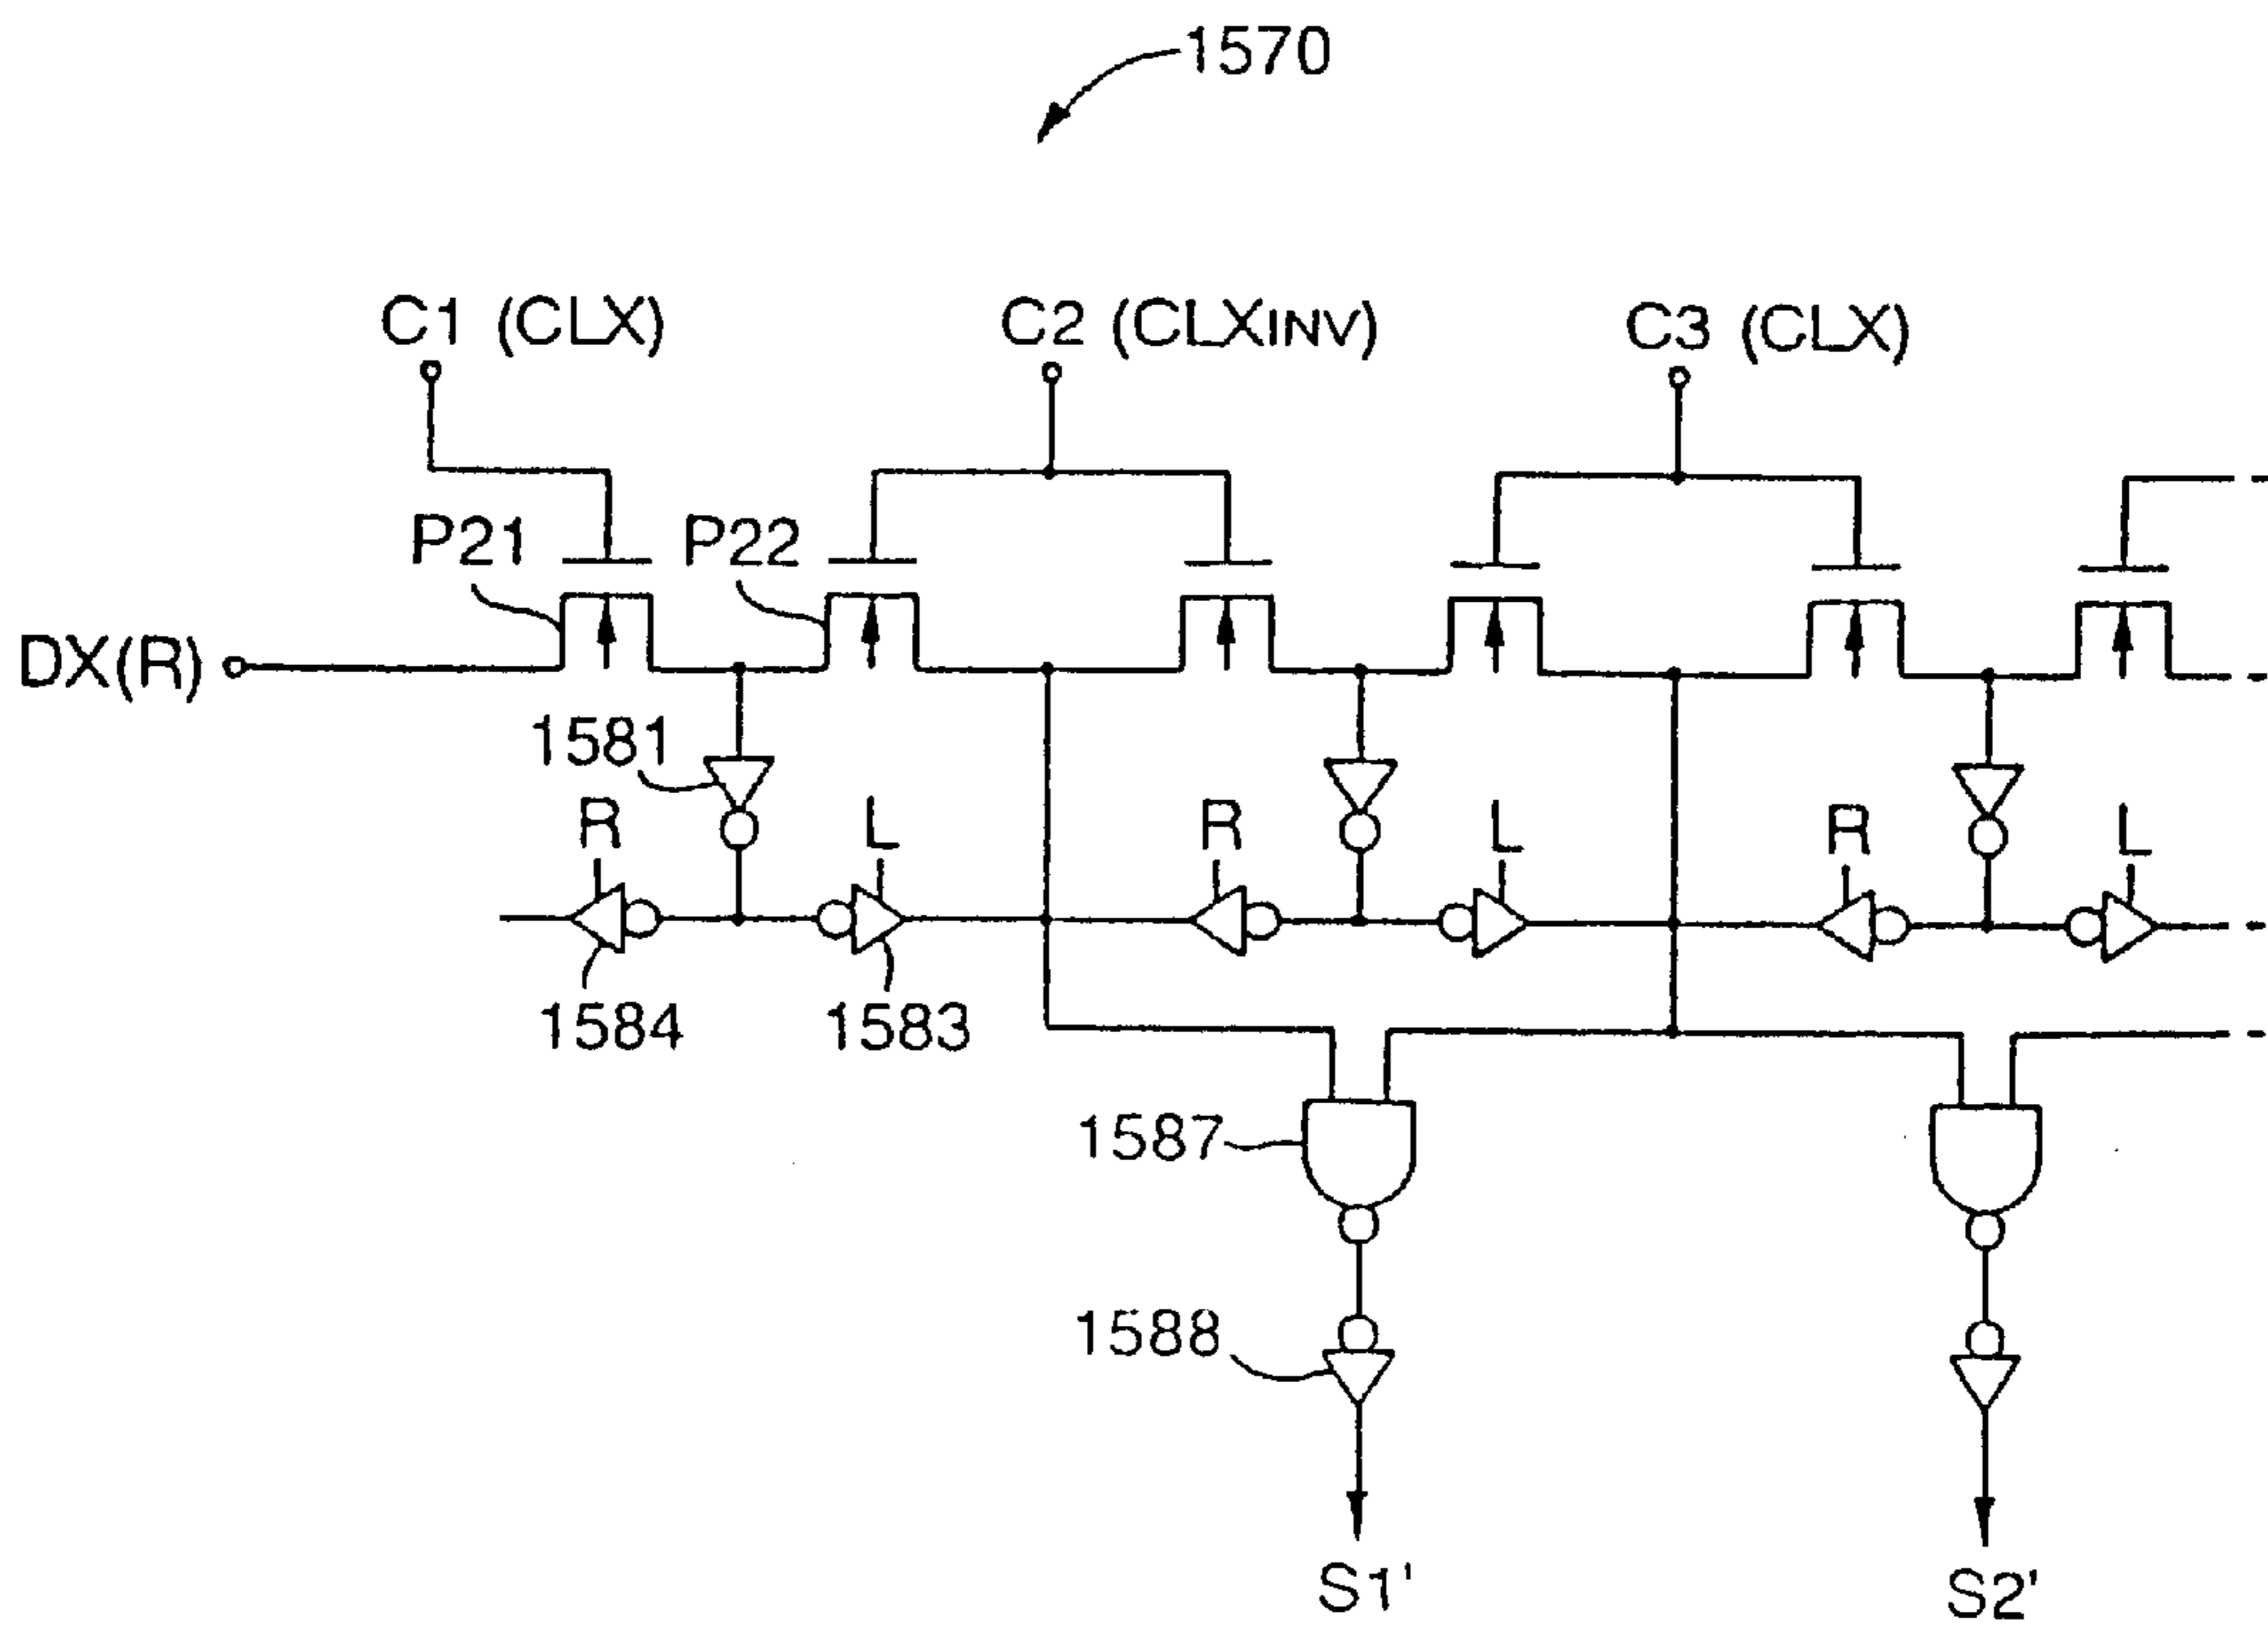 1570
C1 (CLX)
C2 (CLXINV)
C3 (CLX)
P21
P22
DX(R)
1581
R
L
R
L
R
L
1584
1583
1587
1588
S1'
S2'